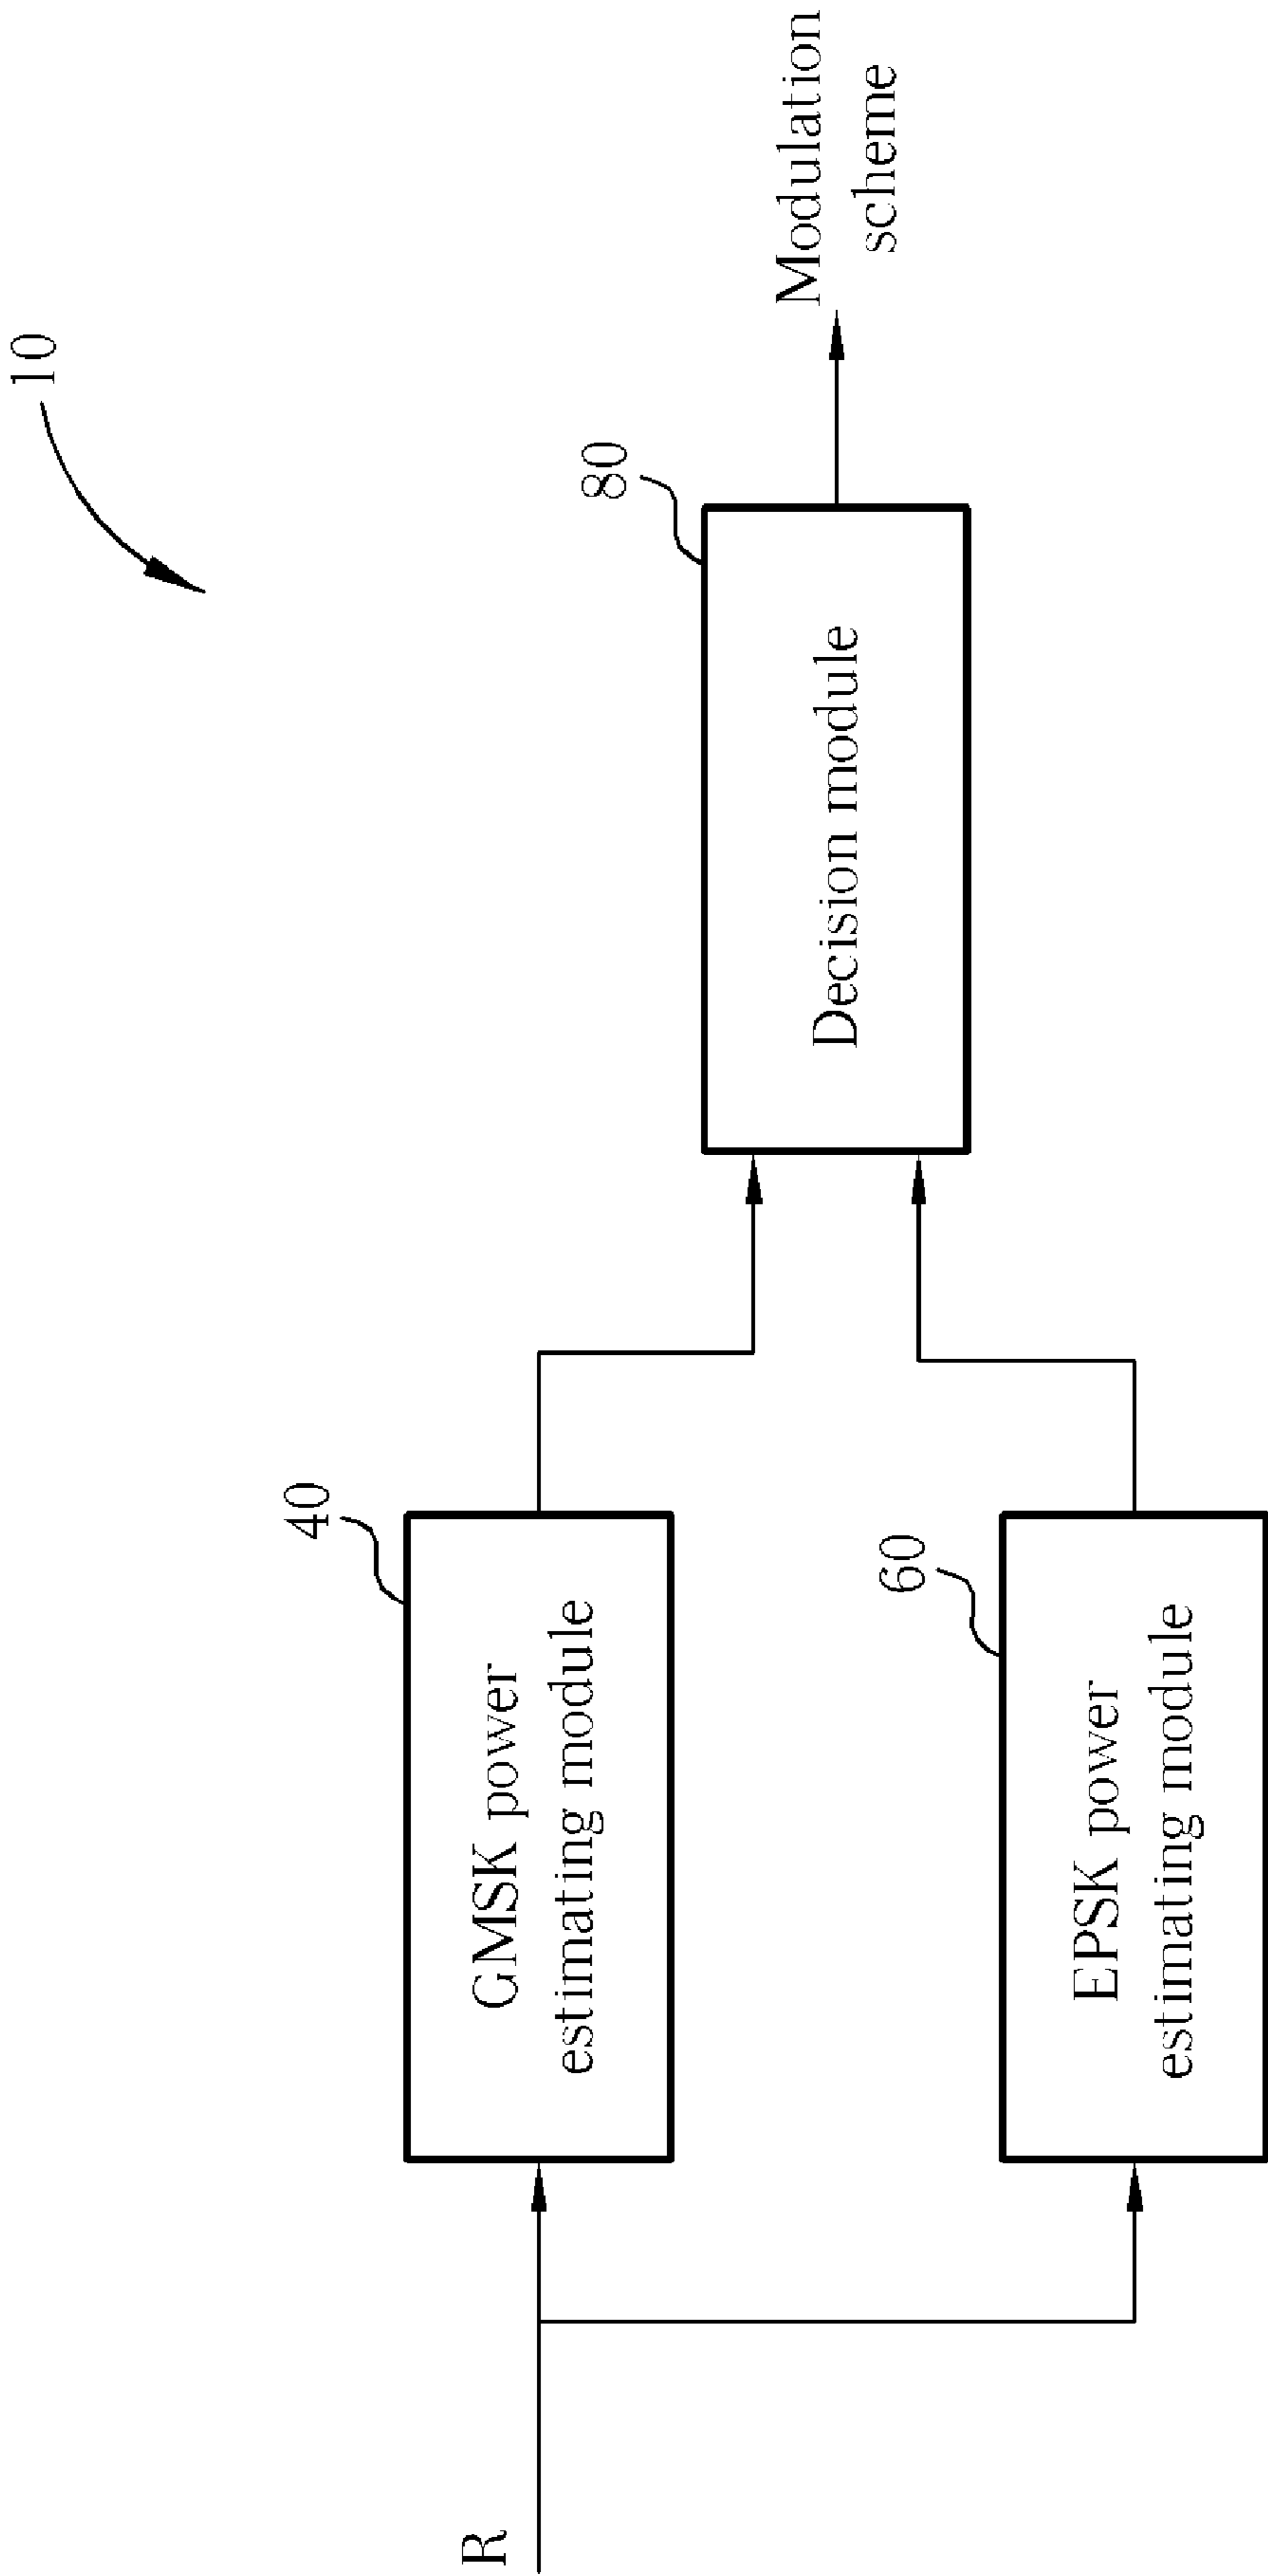 10
R
GMSK power
estimating module
40
EPSK power
estimating module
60
Decision module
80
Modulation
scheme